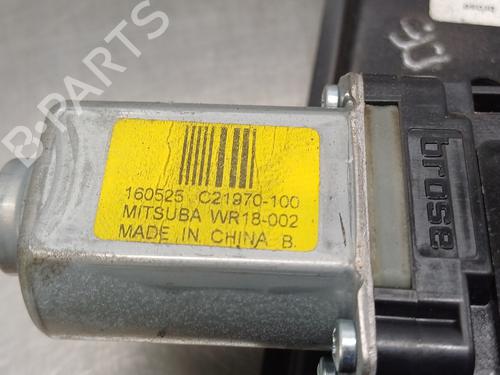 160525 C21970-100
MITSUBA WR18-002
MADE IN CHINA B
brose
B-PARTS